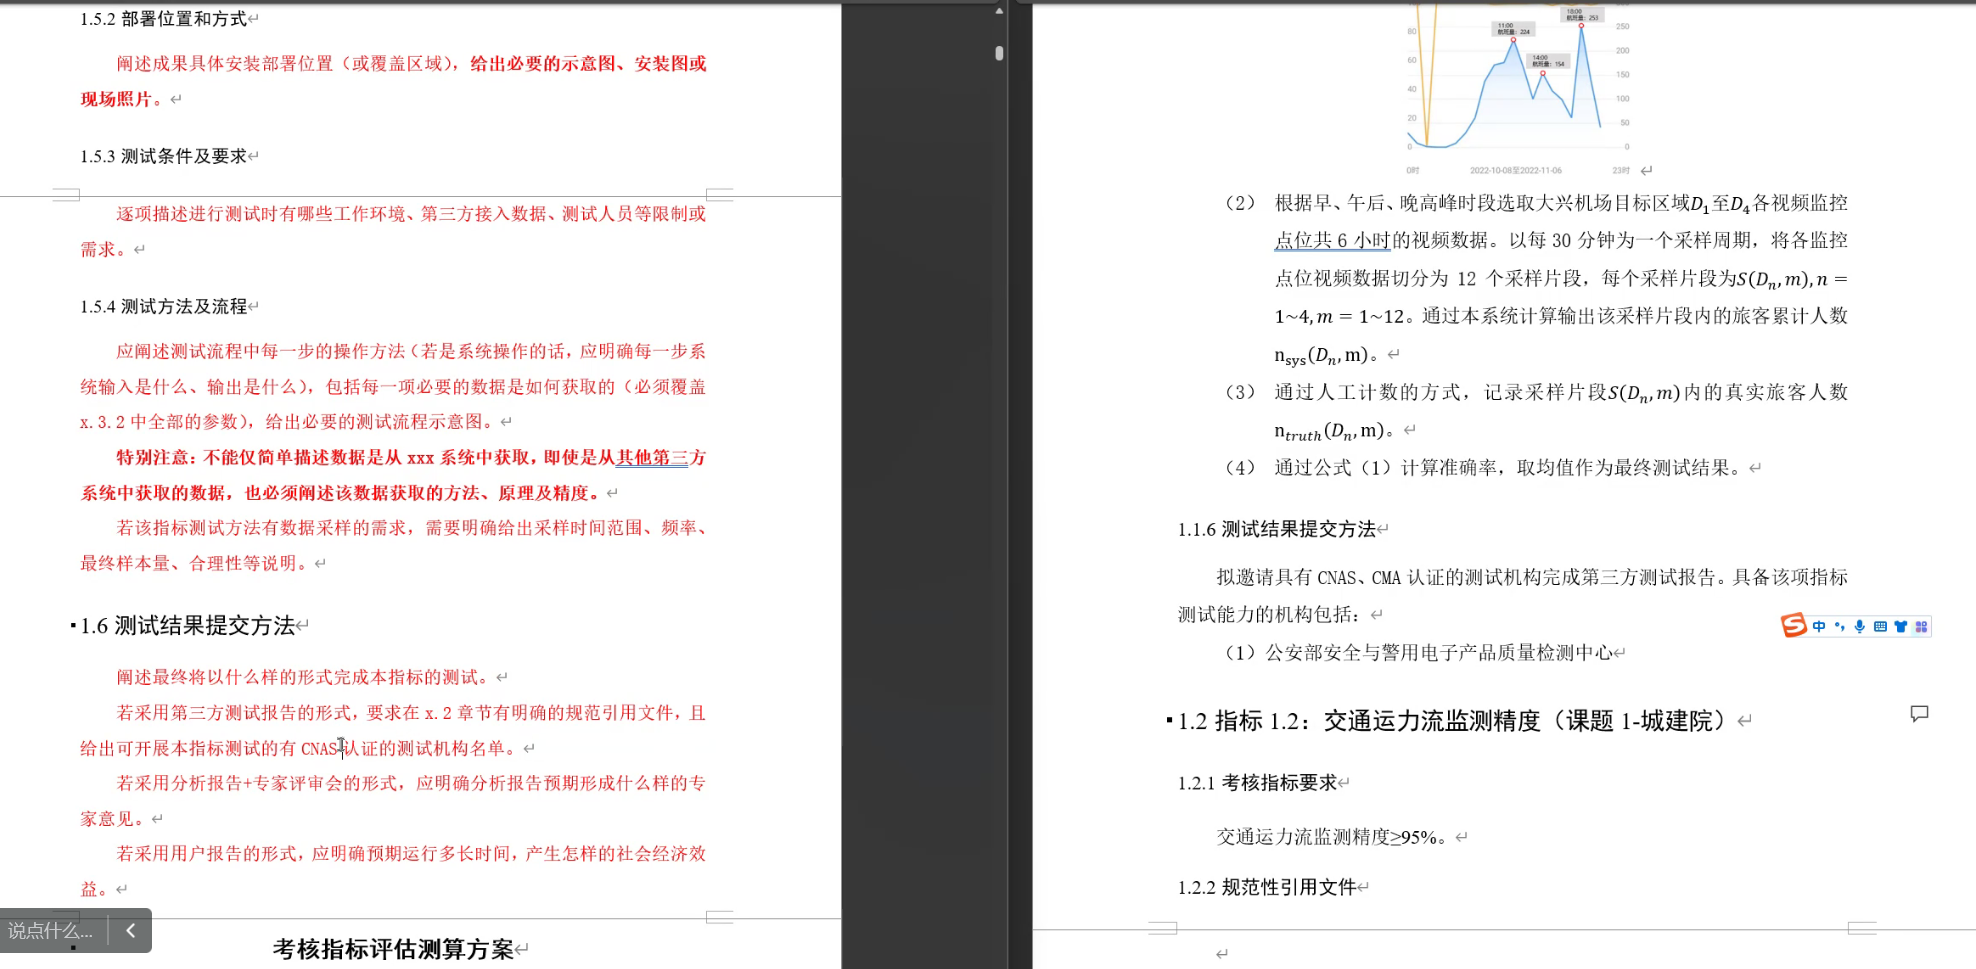 1.5.2 部署位置和方式
阐述成果具体安装部署位置（或覆盖区域），给出必要的示意图、安装图或
现场照片。
1.5.3 测试条件及要求
逐项描述进行测试时有哪些工作环境、第三方接入数据、测试人员等限制或
需求。
1.5.4 测试方法及流程
应阐述测试流程中每一步的操作方法（若是系统操作的话，应明确每一步系
统输入是什么、输出是什么），包括每一项必要的数据是如何获取的（必须覆盖
x.3.2 中全部的参数），给出必要的测试流程示意图。
特别注意：不能仅简单描述数据是从 xxx 系统中获取，即使是从其他第三方
系统中获取的数据，也必须阐述该数据获取的方法、原理及精度。
若该指标测试方法有数据采样的需求，需要明确给出采样时间范围、频率、
最终样本量、合理性等说明。
1.6 测试结果提交方法
阐述最终将以什么样的形式完成本指标的测试。
若采用第三方测试报告的形式，要求在 x.2 章节有明确的规范引用文件，且
给出可开展本指标测试的有 CNAS 认证的测试机构名单。
若采用分析报告+专家评审会的形式，应明确分析报告预期形成什么样的专
家意见。
若采用用户报告的形式，应明确预期运行多长时间，产生怎样的社会经济效
益。
说点什么...
考核指标评估测算方案
18:00
航班量：253
11:00
航班量：224
14:00
航班量：154
80
60
40
20
0
250
200
150
100
50
0
0时
2022-10-08至2022-11-06
23时
（2） 根据早、午后、晚高峰时段选取大兴机场目标区域D₁至D₄各视频监控
点位共 6 小时的视频数据。以每 30 分钟为一个采样周期，将各监控
点位视频数据切分为 12 个采样片段，每个采样片段为S(Dₙ, m), n =
1~4, m = 1~12。通过本系统计算输出该采样片段内的旅客累计人数
n_sys(Dₙ, m)。
（3） 通过人工计数的方式，记录采样片段S(Dₙ, m)内的真实旅客人数
n_truth(Dₙ, m)。
（4） 通过公式（1）计算准确率，取均值作为最终测试结果。
1.1.6 测试结果提交方法
拟邀请具有 CNAS、CMA 认证的测试机构完成第三方测试报告。具备该项指标
测试能力的机构包括：
中
（1）公安部安全与警用电子产品质量检测中心
1.2 指标 1.2：交通运力流监测精度（课题 1-城建院）
1.2.1 考核指标要求
交通运力流监测精度≥95%。
1.2.2 规范性引用文件